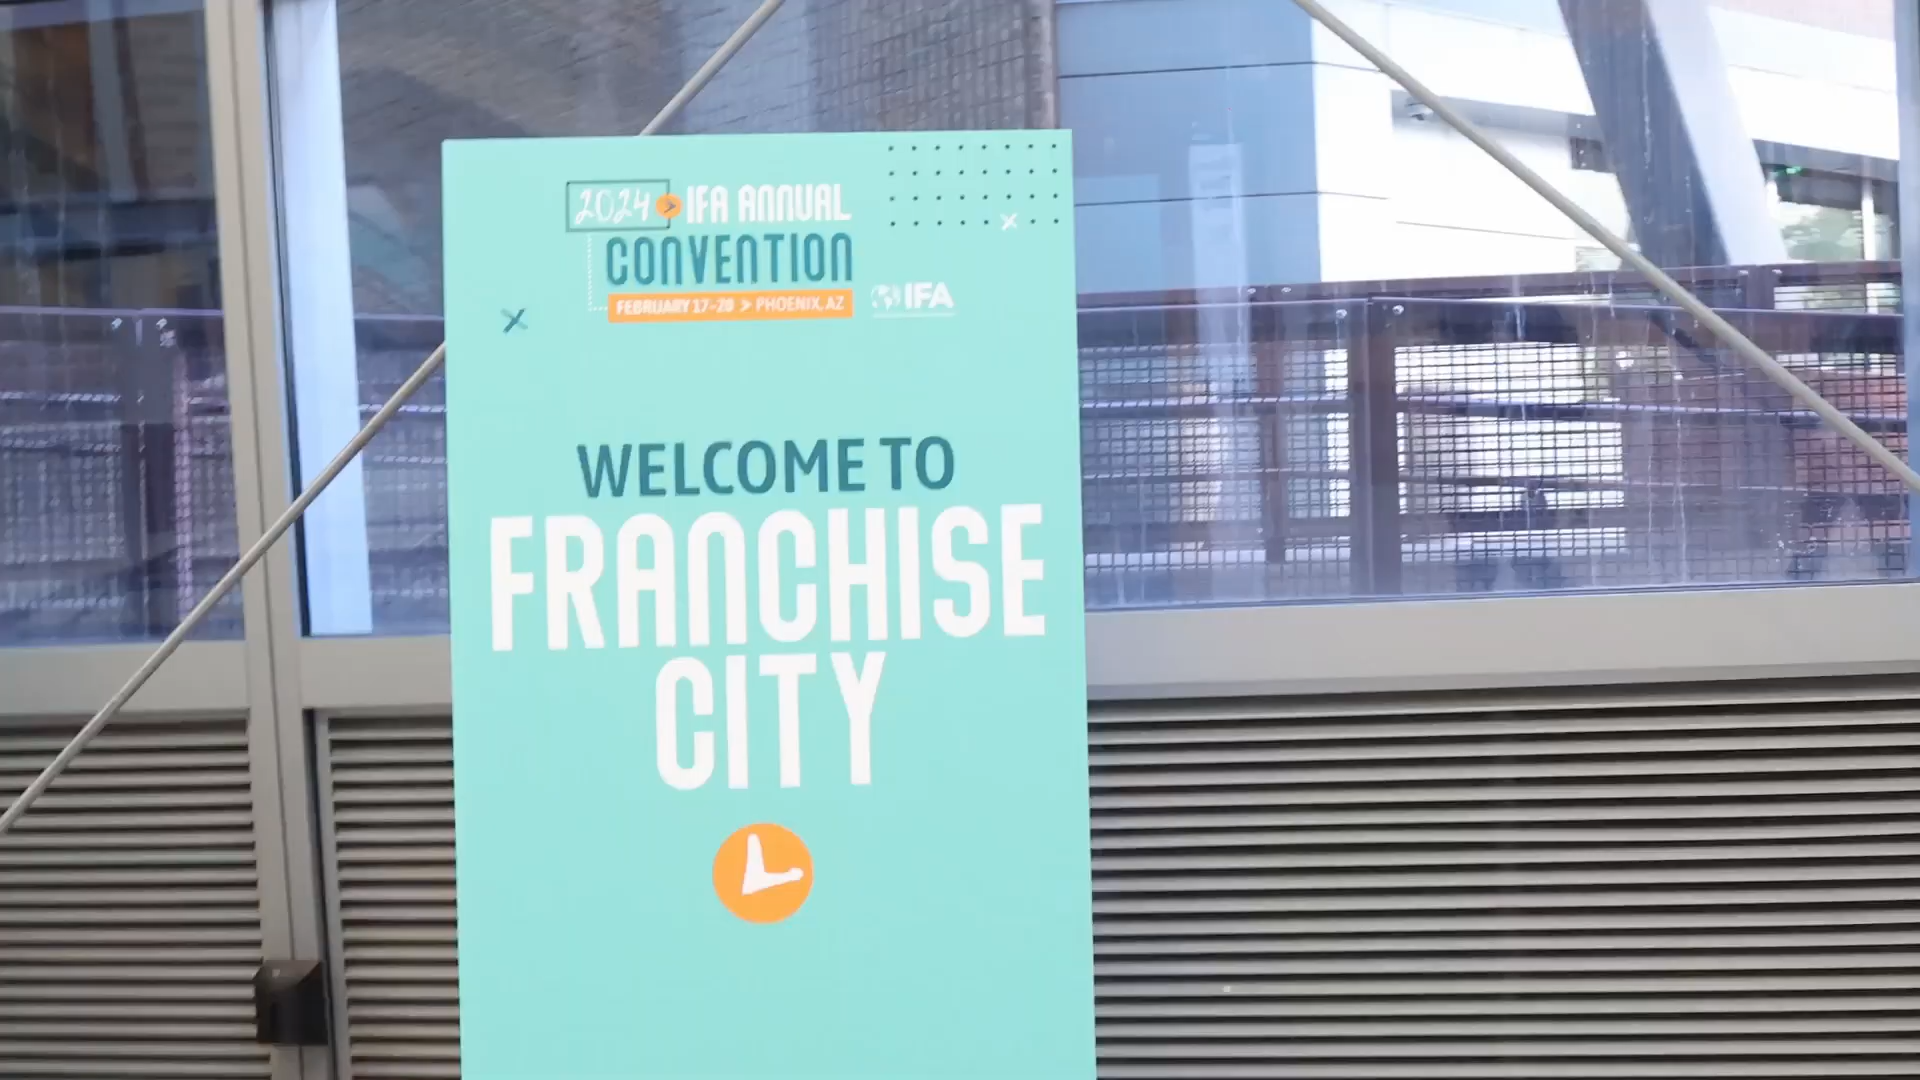 2024 > IFA ANNUAL
CONVENTION
FEBRUARY 17-20 > PHOENIX, AZ
IFA
WELCOME TO
FRANCHISE
CITY